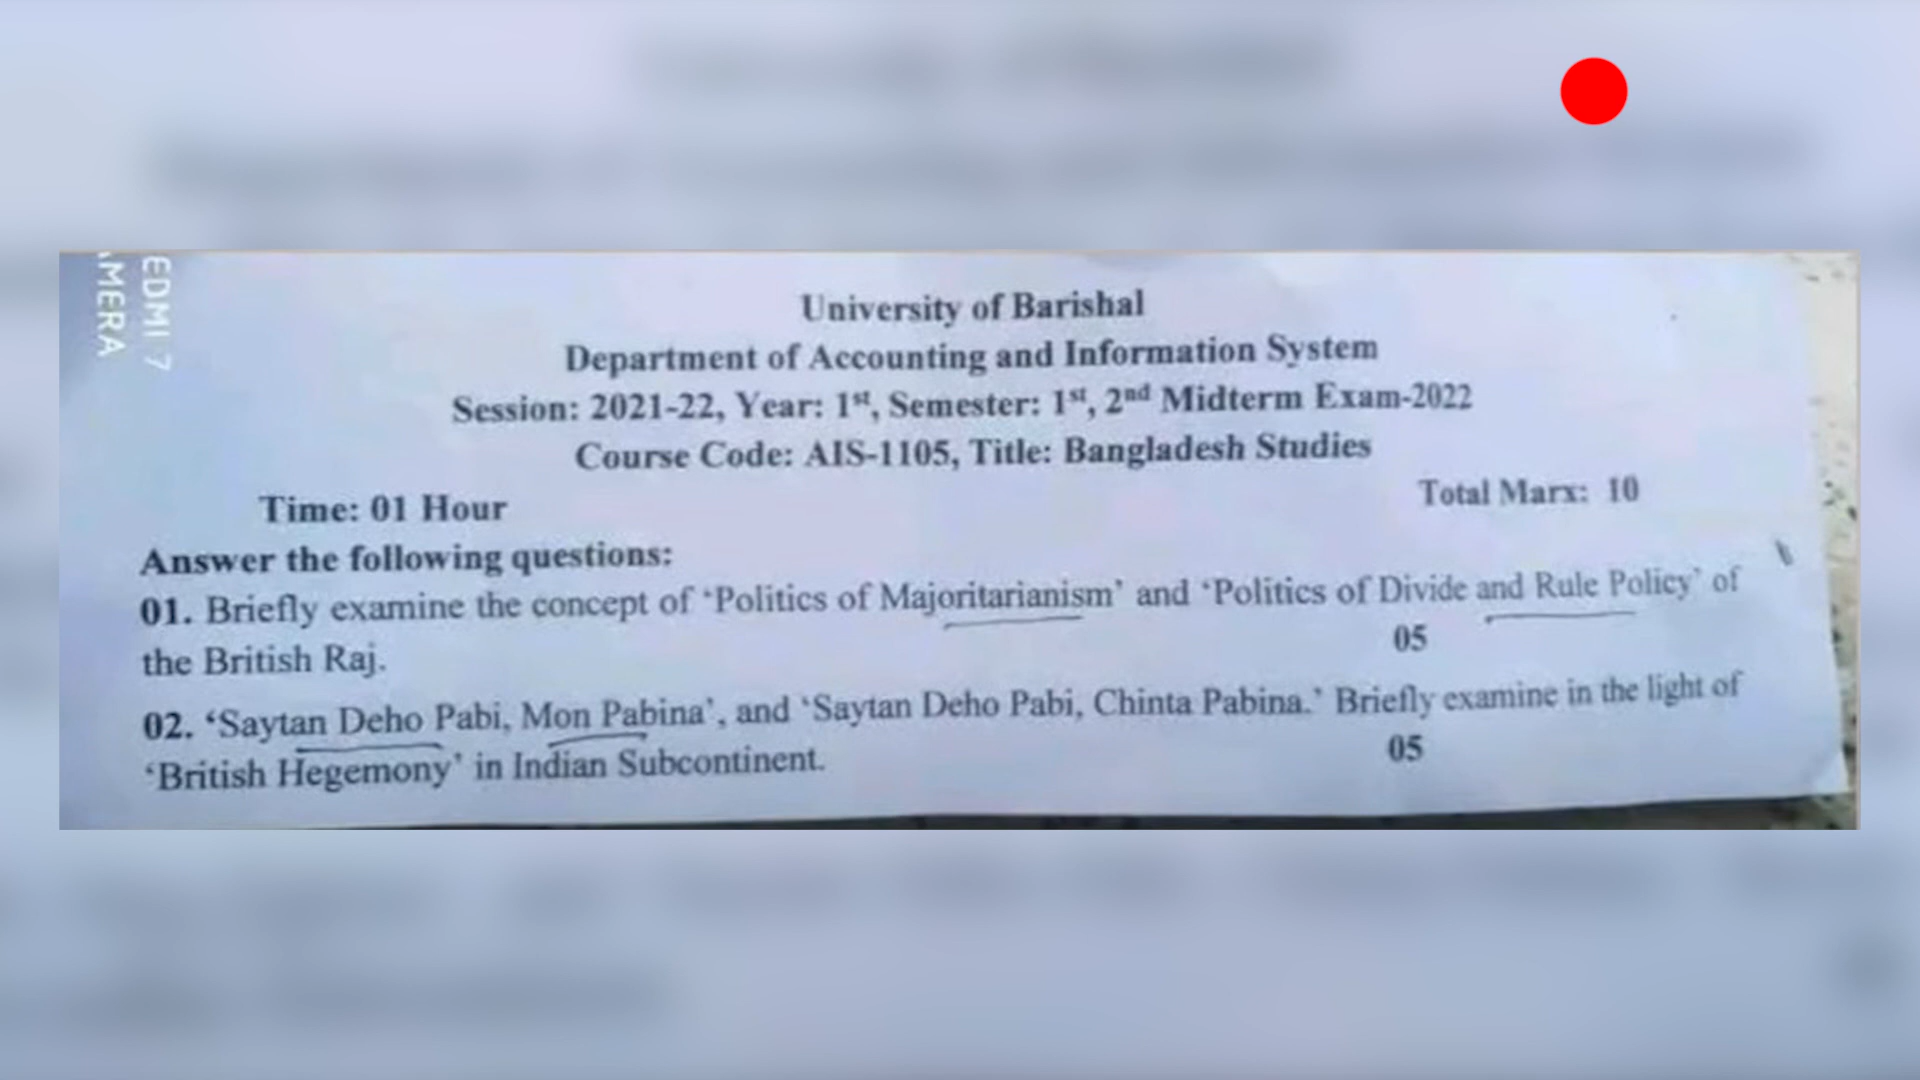 EDMI 7
AMERA
University of Barishal
Department of Accounting and Information System
Session: 2021-22, Year: 1st, Semester: 1st, 2nd Midterm Exam-2022
Course Code: AIS-1105, Title: Bangladesh Studies
Time: 01 Hour Total Marx: 10
Answer the following questions:
01. Briefly examine the concept of ‘Politics of Majoritarianism’ and ‘Politics of Divide and Rule Policy’ of
the British Raj. 05
02. ‘Saytan Deho Pabi, Mon Pabina’, and ‘Saytan Deho Pabi, Chinta Pabina.’ Briefly examine in the light of
‘British Hegemony’ in Indian Subcontinent. 05